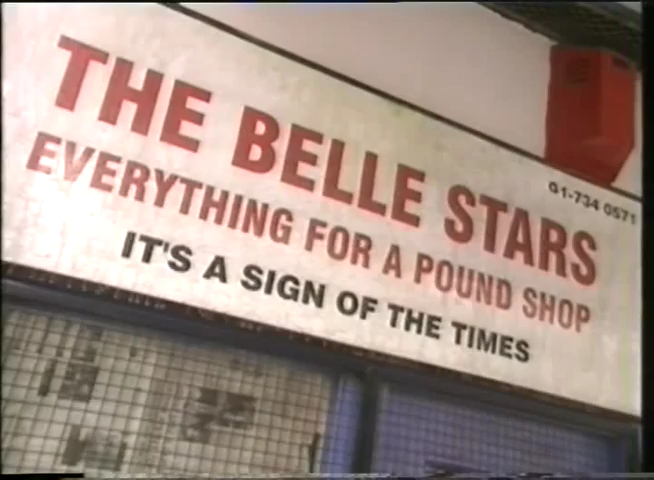 THE BELLE STARS
EVERYTHING FOR A POUND SHOP
IT'S A SIGN OF THE TIMES
01-734 0571